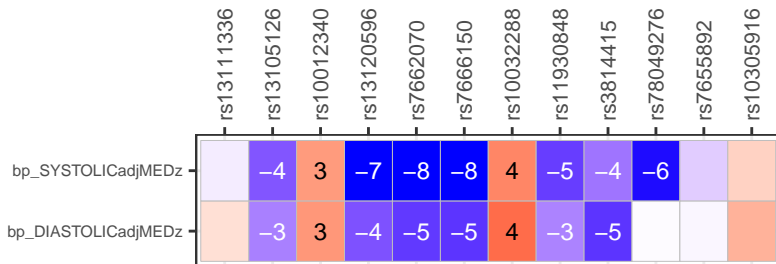 rs13111336 rs13105126 rs10012340 rs13120596 rs7662070 rs7666150 rs10032288 rs11930848 rs3814415 rs78049276 rs7655892 rs10305916
bp_SYSTOLICadjMEDz −4 3 −7 −8 −8 4 −5 −4 −6
bp_DIASTOLICadjMEDz −3 3 −4 −5 −5 4 −3 −5